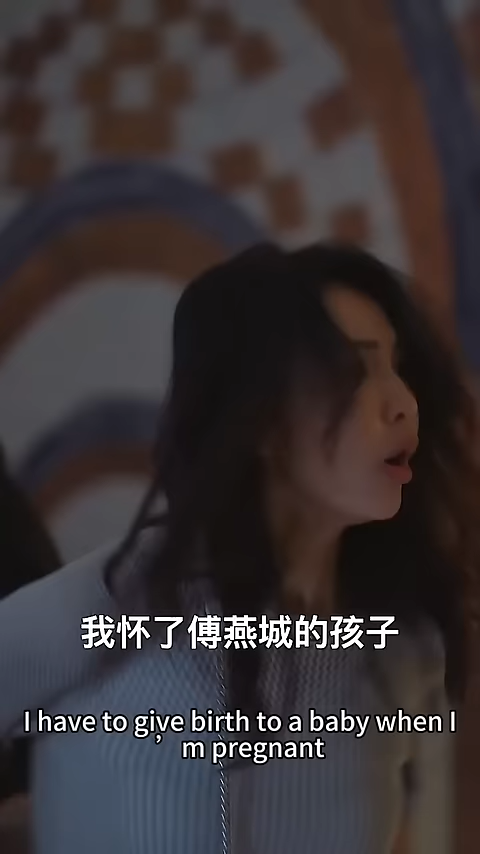 我怀了傅燕城的孩子
I have to give birth to a baby when I
’m pregnant